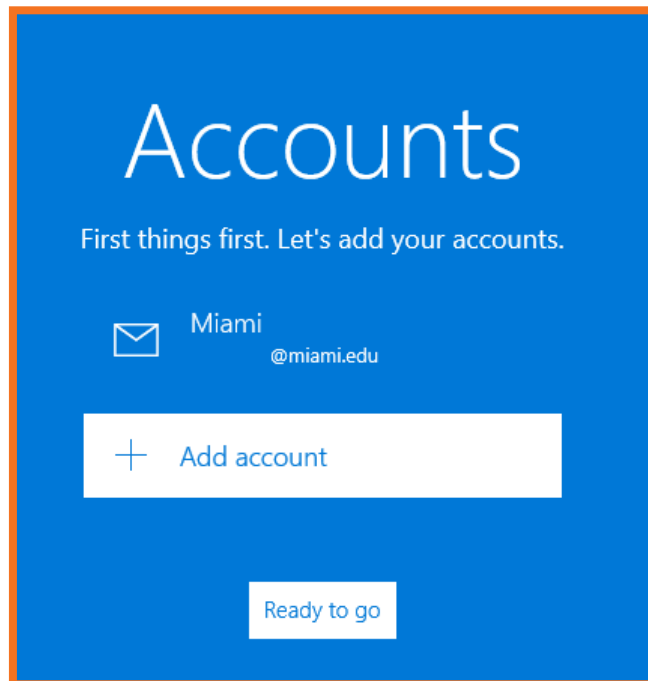 Accounts
First things first. Let's add your accounts.
Miami
@miami.edu
Add account
Ready to go